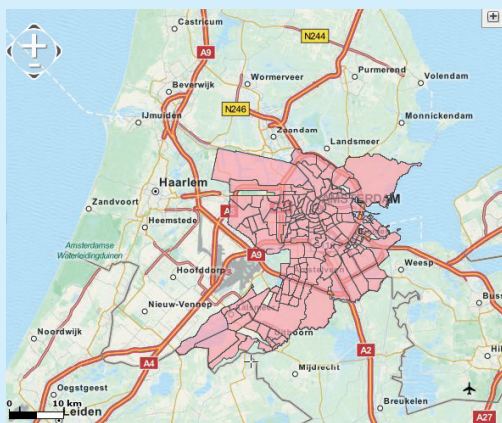 Castricum
N244
A9
Purmerend
Beverwijk
Wormerveer
Volendam
N246
IJmuiden
Monnickendam
Zaandam
Landsmeer
Haarlem
Zandvoort
Heemstede
Amsterdamse
Waterleidingduinen
A9
Weesp
Hoofddorp
Nieuw-Vennep
Noordwijk
A4
A2
Mijdrecht
Oegstgeest
Breukelen
0
10 km
Leiden
A27